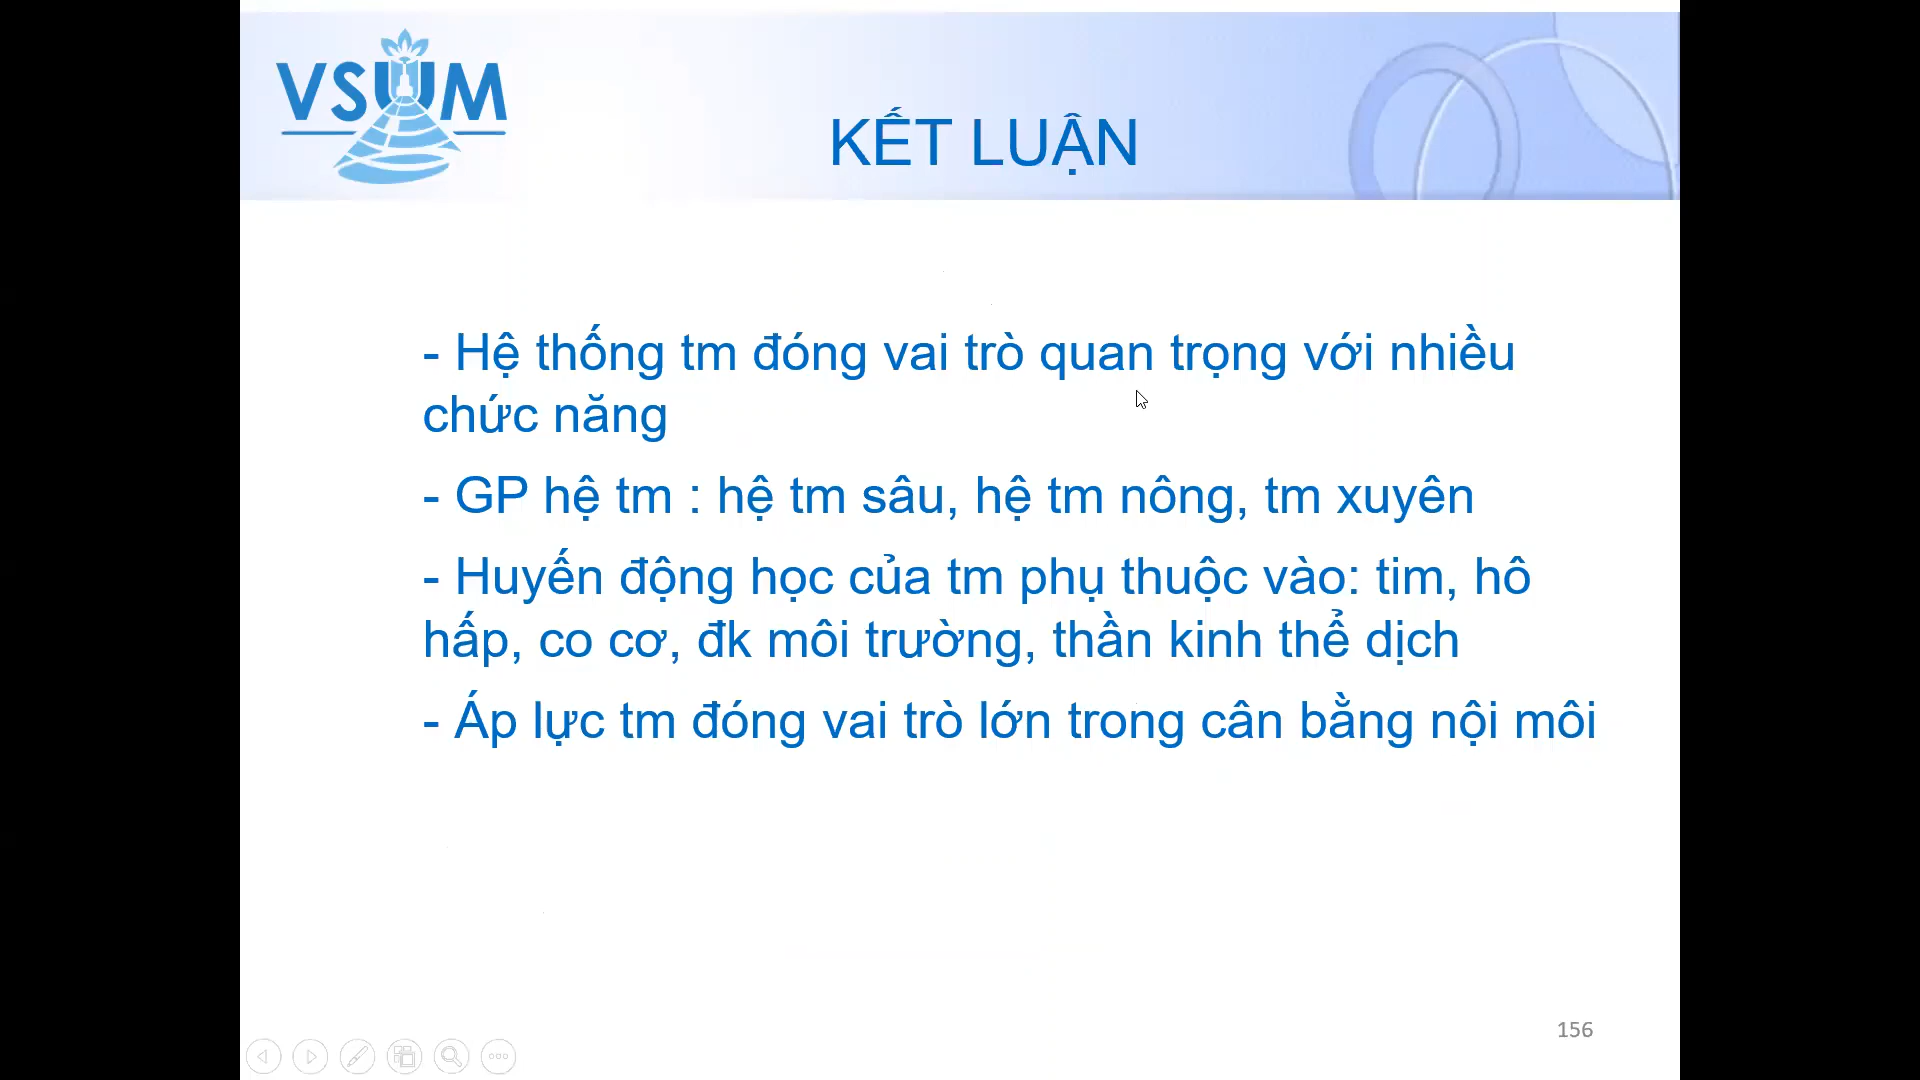 VSUM
KẾT LUẬN
- Hệ thống tm đóng vai trò quan trọng với nhiều
chức năng
- GP hệ tm : hệ tm sâu, hệ tm nông, tm xuyên
- Huyến động học của tm phụ thuộc vào: tim, hô
hấp, co cơ, đk môi trường, thần kinh thể dịch
- Áp lực tm đóng vai trò lớn trong cân bằng nội môi
156